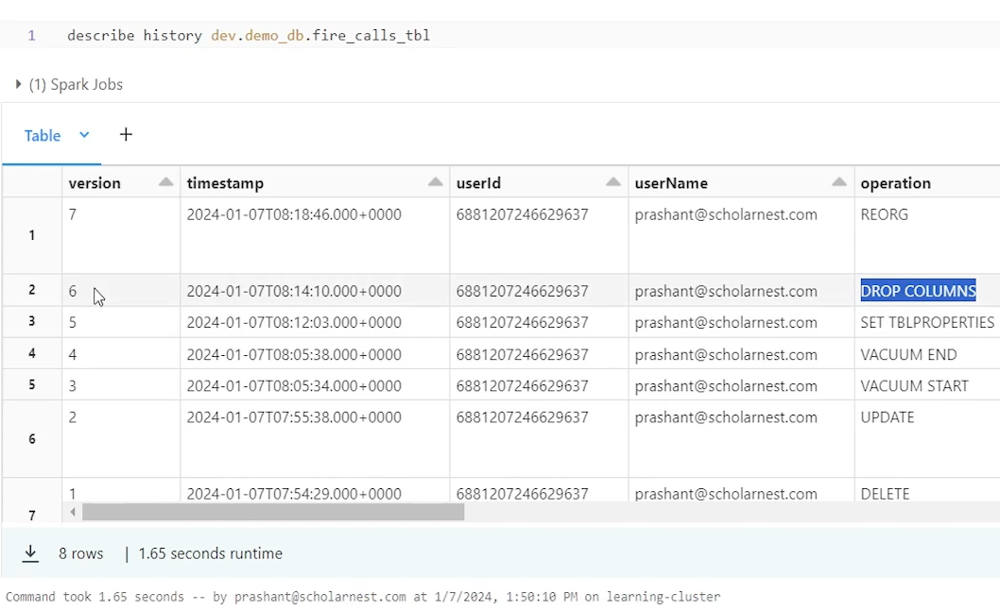 1 describe history dev.demo_db.fire_calls_tbl
(1) Spark Jobs
Table +
version timestamp userId userName operation
1 7 2024-01-07T08:18:46.000+0000 6881207246629637 prashant@scholarnest.com REORG
2 6 2024-01-07T08:14:10.000+0000 6881207246629637 prashant@scholarnest.com DROP COLUMNS
3 5 2024-01-07T08:12:03.000+0000 6881207246629637 prashant@scholarnest.com SET TBLPROPERTIES
4 4 2024-01-07T08:05:38.000+0000 6881207246629637 prashant@scholarnest.com VACUUM END
5 3 2024-01-07T08:05:34.000+0000 6881207246629637 prashant@scholarnest.com VACUUM START
6 2 2024-01-07T07:55:38.000+0000 6881207246629637 prashant@scholarnest.com UPDATE
7 1 2024-01-07T07:54:29.000+0000 6881207246629637 prashant@scholarnest.com DELETE
8 rows | 1.65 seconds runtime
Command took 1.65 seconds -- by prashant@scholarnest.com at 1/7/2024, 1:50:10 PM on learning-cluster